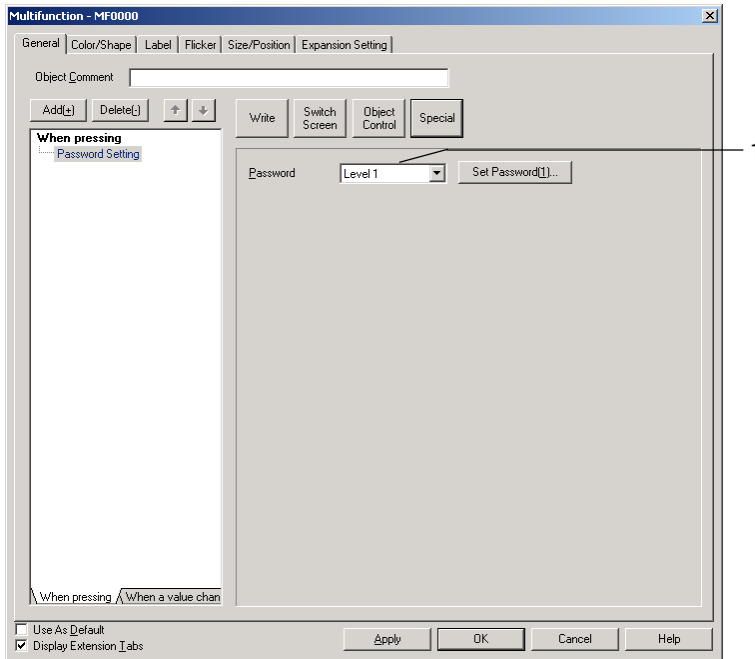 Multifunction - MF0000
General Color/Shape Label Flicker Size/Position Expansion Setting
Object Comment
Add(+) Delete(-)
Write Switch Screen Object Control Special
When pressing
Password Setting
Password Level 1 Set Password(1)...
1
When pressing When a value chan
Use As Default
Display Extension Tabs
Apply OK Cancel Help